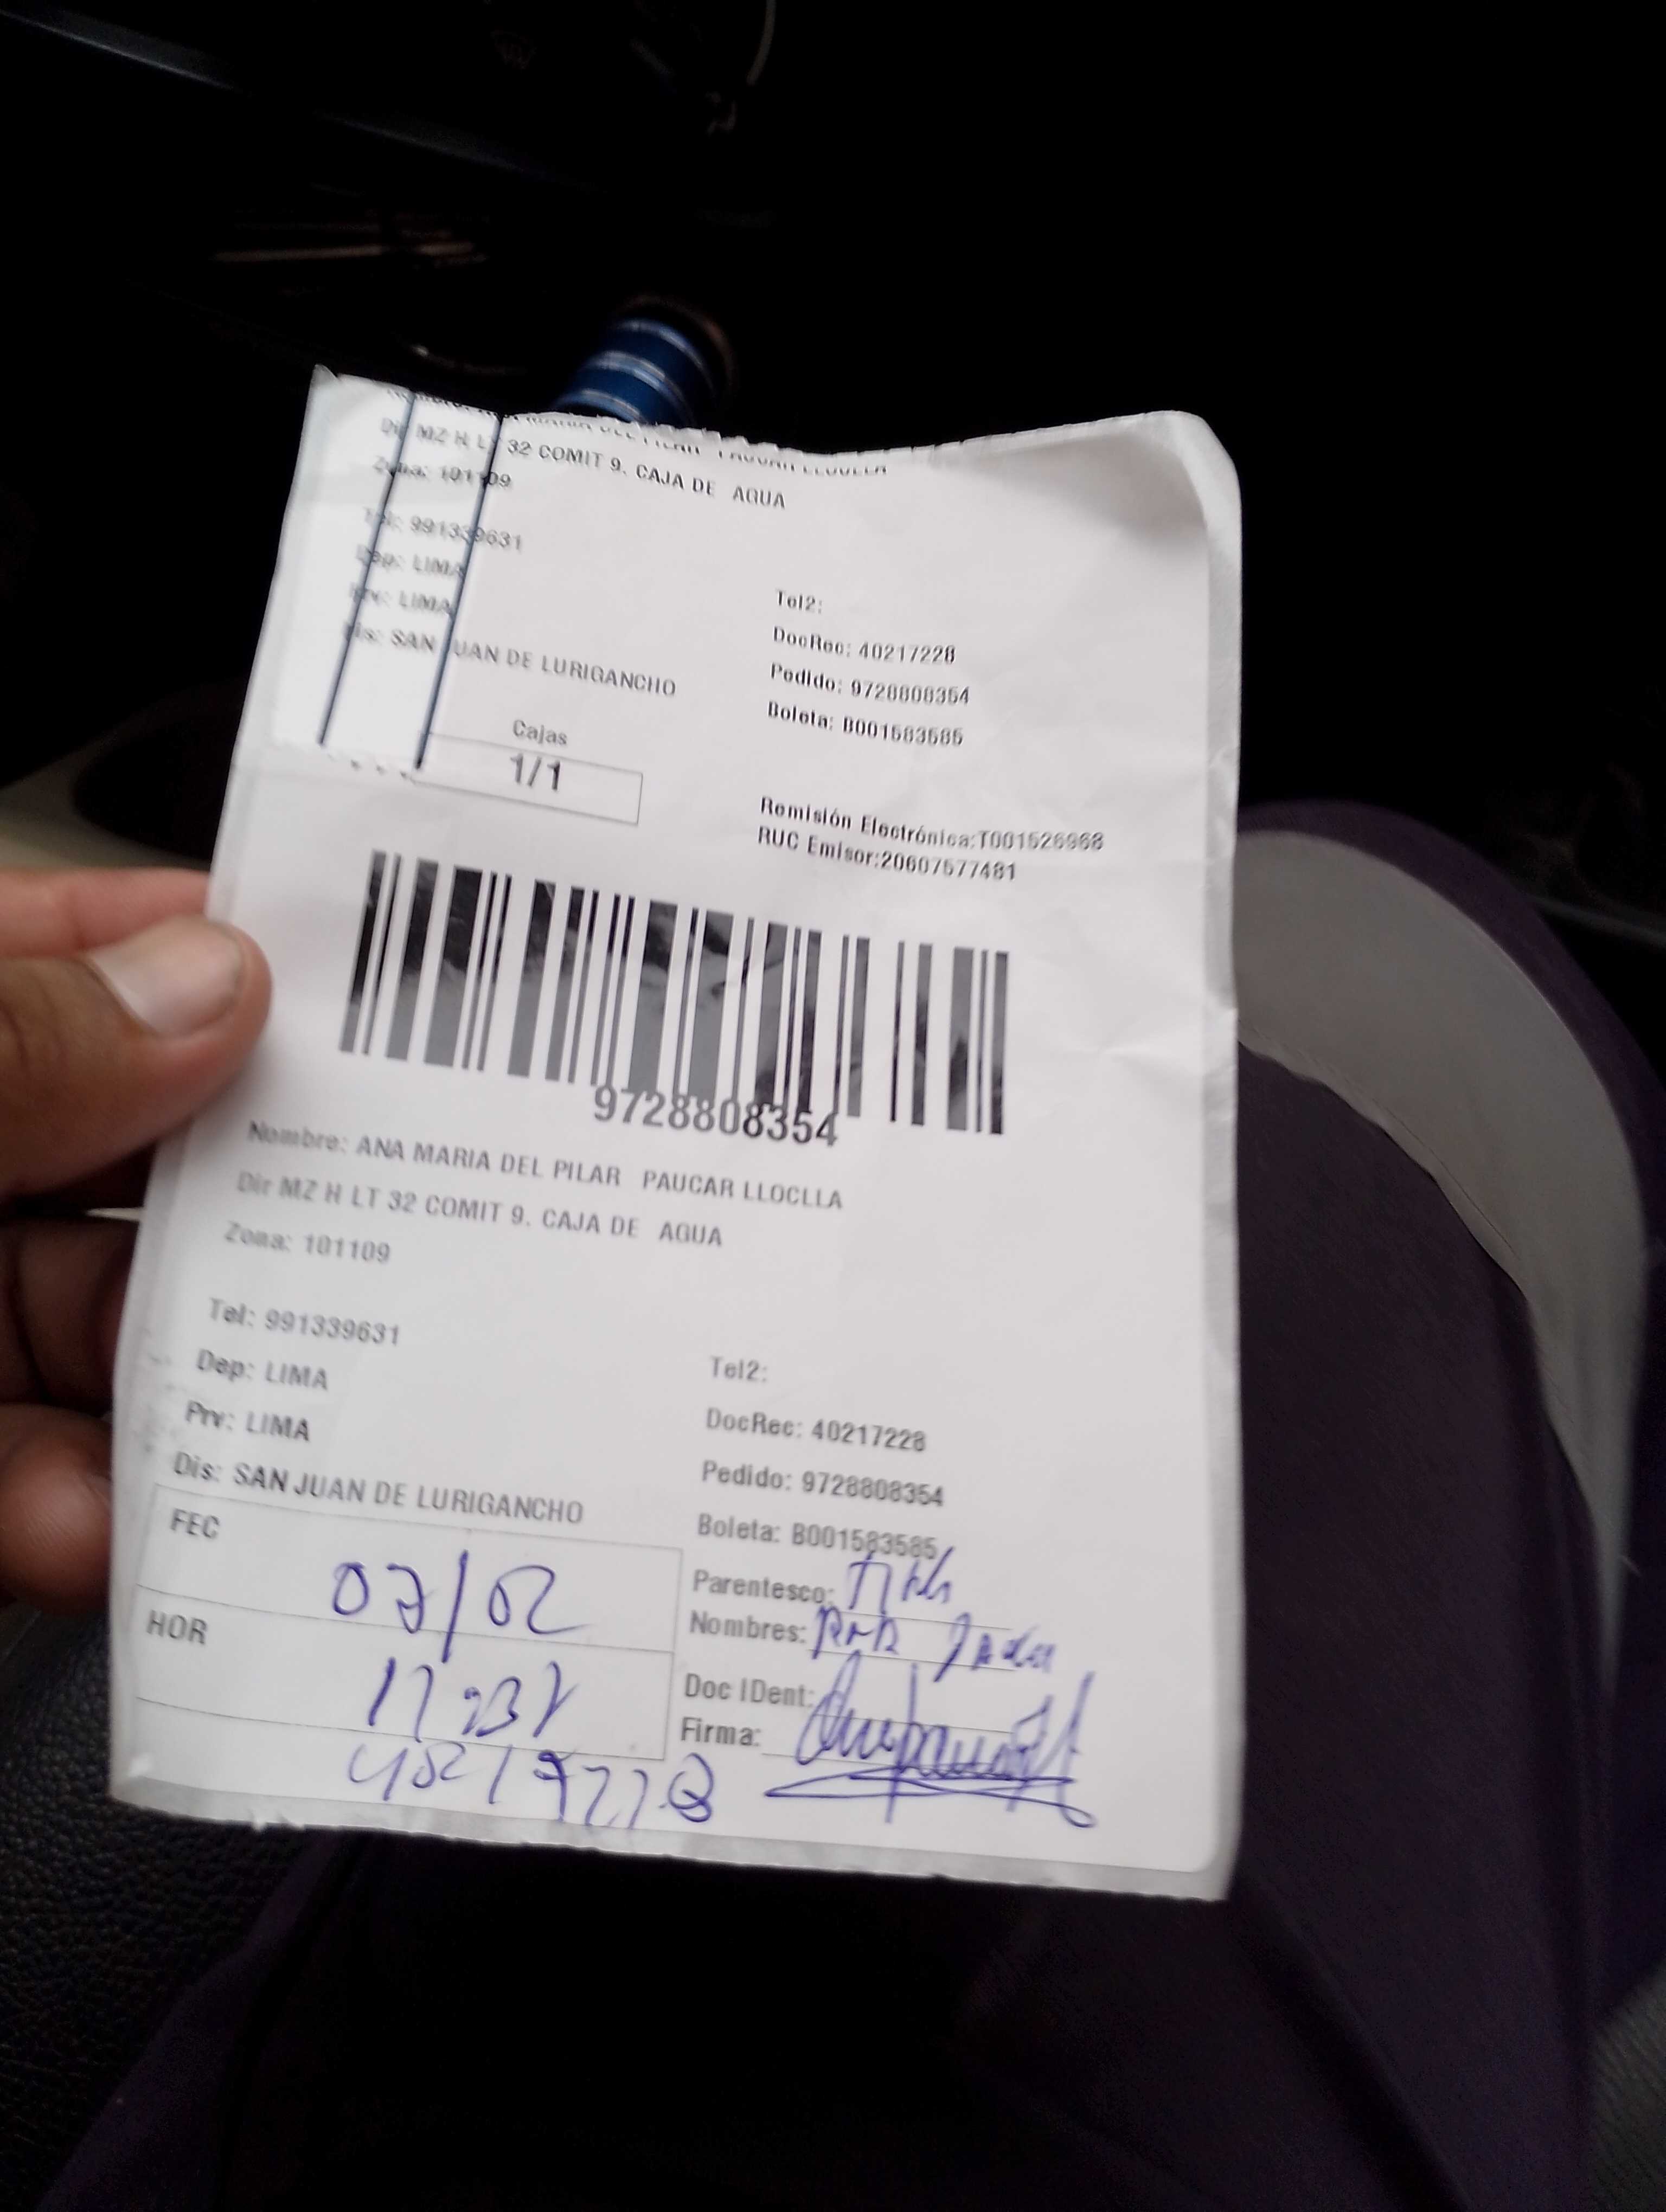 Dir MZ H LT 32 COMIT 9. CAJA DE AGUA
Zona: 101109
Tel: 991339631
Dep: LIMA
Prv: LIMA
Dis: SAN JUAN DE LURIGANCHO
Tel2:
DocRec: 40217228
Pedido: 9728808354
Boleta: B001583585
Cajas
1/1
Remisión Electrónica:T001526968
RUC Emisor:20607577481
9728808354
Nombre: ANA MARIA DEL PILAR PAUCAR LLOCLLA
Dir MZ H LT 32 COMIT 9. CAJA DE AGUA
Zona: 101109
Tel: 991339631
Dep: LIMA
Prv: LIMA
Dis: SAN JUAN DE LURIGANCHO
Tel2:
DocRec: 40217228
Pedido: 9728808354
Boleta: B001583585
FEC
07/02
HOR
Parentesco:
Nombres:
Doc IDent:
Firma: